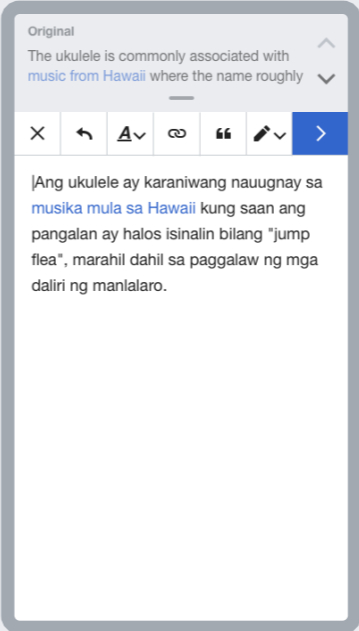 Original
The ukulele is commonly associated with
music from Hawaii where the name roughly
A
Ang ukulele ay karaniwang nauugnay sa
musika mula sa Hawaii kung saan ang
pangalan ay halos isinalin bilang "jump
flea", marahil dahil sa paggalaw ng mga
daliri ng manlalaro.